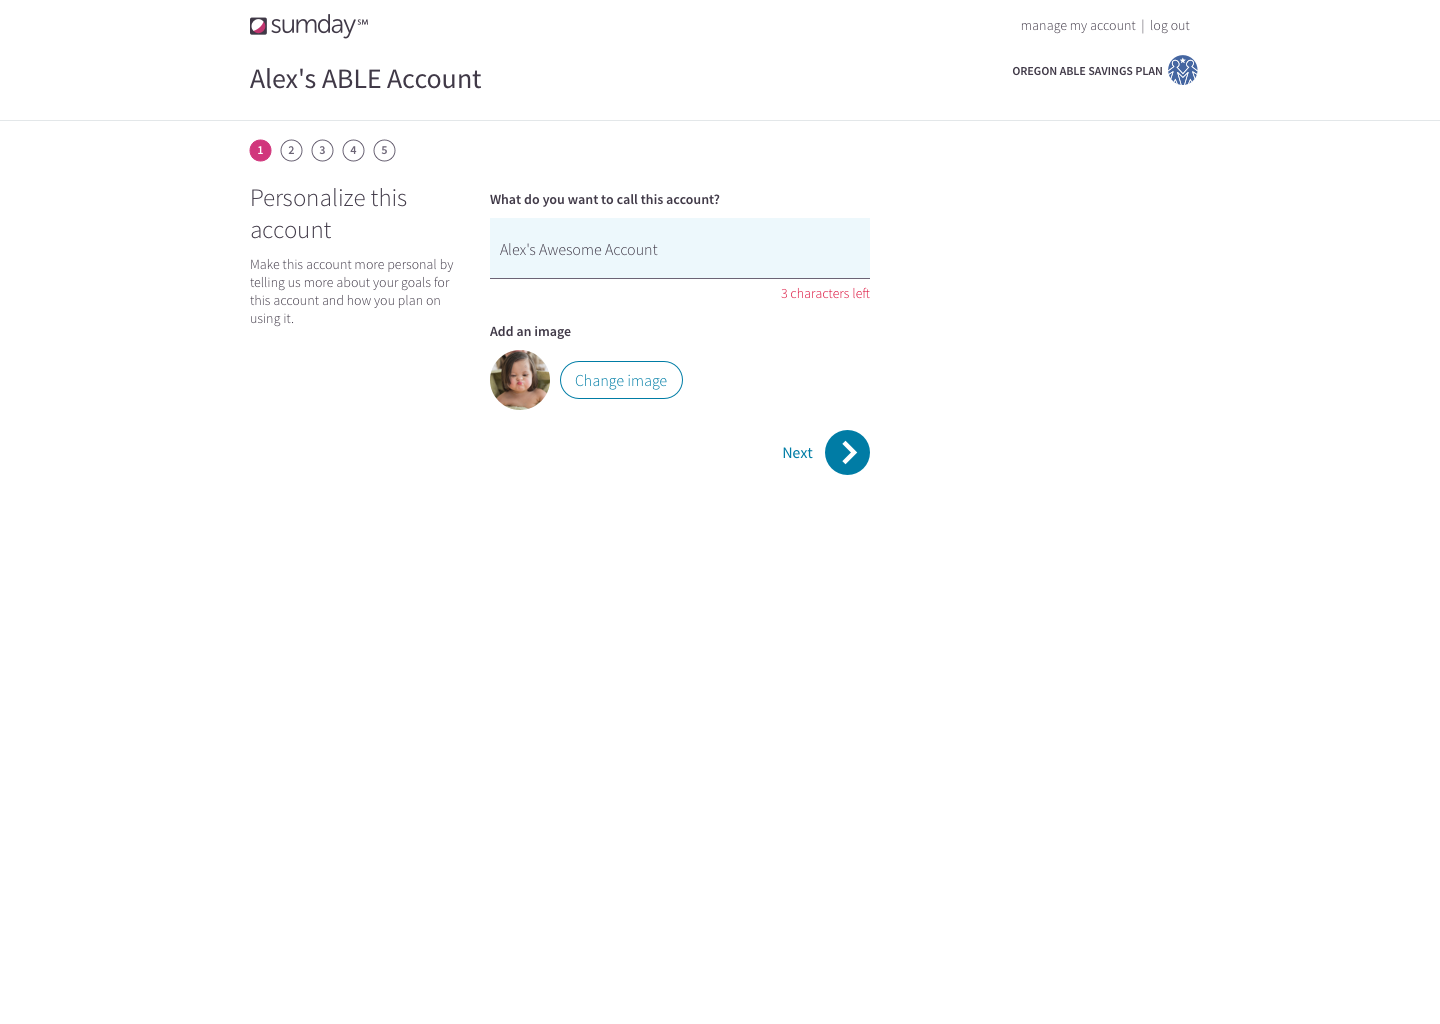 sumday℠
manage my account | log out
Alex's ABLE Account
OREGON ABLE SAVINGS PLAN
1 2 3 4 5
Personalize this
account
Make this account more personal by
telling us more about your goals for
this account and how you plan on
using it.
What do you want to call this account?
Alex's Awesome Account
3 characters left
Add an image
Change image
Next